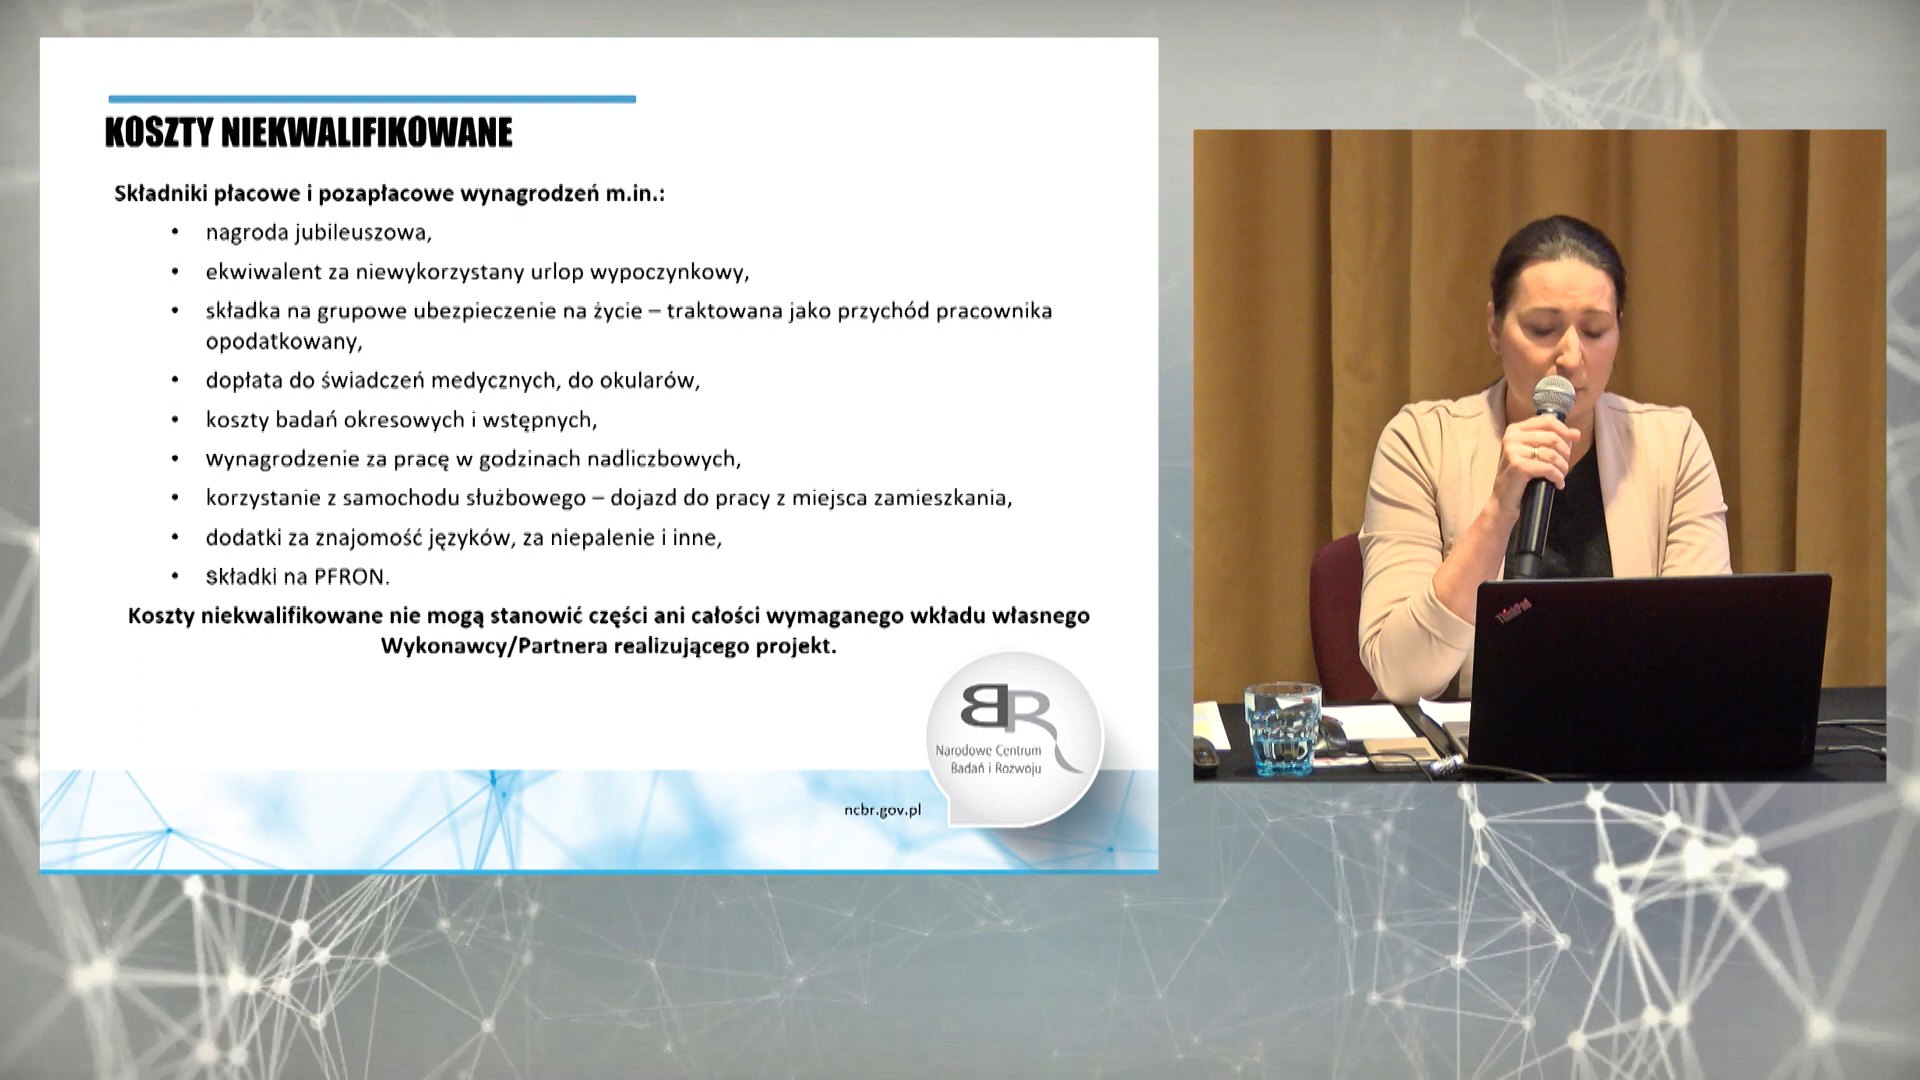 KOSZTY NIEKWALIFIKOWANE
Składniki płacowe i pozapłacowe wynagrodzeń m.in.:
• nagroda jubileuszowa,
• ekwiwalent za niewykorzystany urlop wypoczynkowy,
• składka na grupowe ubezpieczenie na życie – traktowana jako przychód pracownika
opodatkowany,
• dopłata do świadczeń medycznych, do okularów,
• koszty badań okresowych i wstępnych,
• wynagrodzenie za pracę w godzinach nadliczbowych,
• korzystanie z samochodu służbowego – dojazd do pracy z miejsca zamieszkania,
• dodatki za znajomość języków, za niepalenie i inne,
• składki na PFRON.
Koszty niekwalifikowane nie mogą stanowić części ani całości wymaganego wkładu własnego
Wykonawcy/Partnera realizującego projekt.
BR
Narodowe Centrum
Badań i Rozwoju
ncbr.gov.pl
ThinkPad